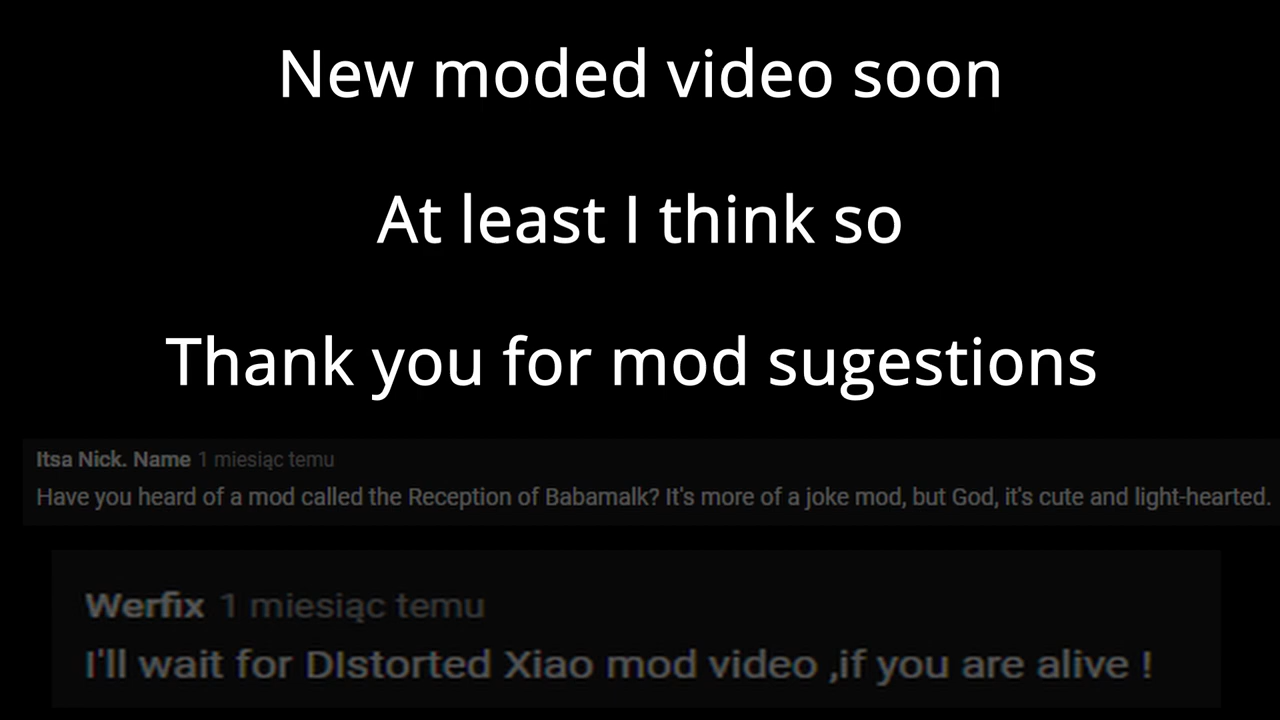 New moded video soon
At least I think so
Thank you for mod sugestions
Itsa Nick. Name 1 miesiąc temu
Have you heard of a mod called the Reception of Babamalk? It's more of a joke mod, but God, it's cute and light-hearted.
Werfix 1 miesiąc temu
I'll wait for DIstorted Xiao mod video ,if you are alive !